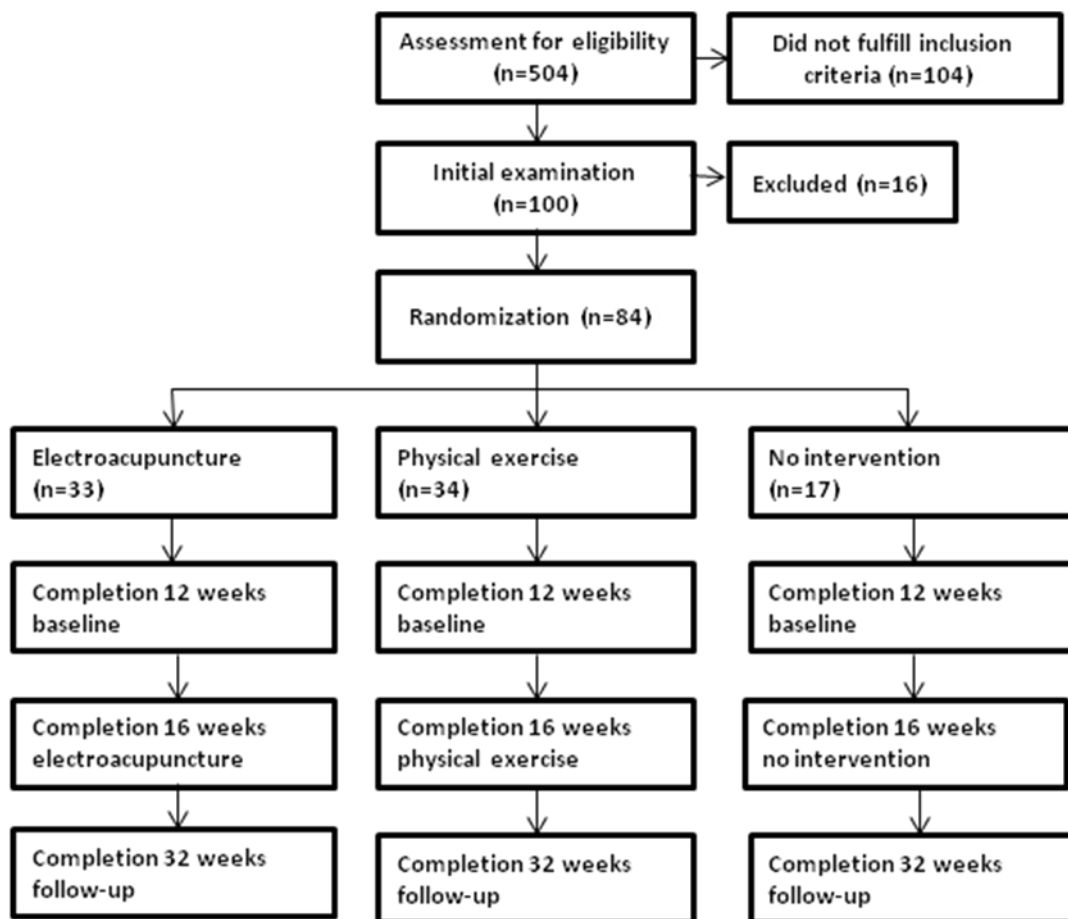 Assessment for eligibility
(n=504)
Did not fulfill inclusion
criteria (n=104)
Initial examination
(n=100)
Excluded (n=16)
Randomization (n=84)
Electroacupuncture
(n=33)
Physical exercise
(n=34)
No intervention
(n=17)
Completion 12 weeks
baseline
Completion 12 weeks
baseline
Completion 12 weeks
baseline
Completion 16 weeks
electroacupuncture
Completion 16 weeks
physical exercise
Completion 16 weeks
no intervention
Completion 32 weeks
follow-up
Completion 32 weeks
follow-up
Completion 32 weeks
follow-up